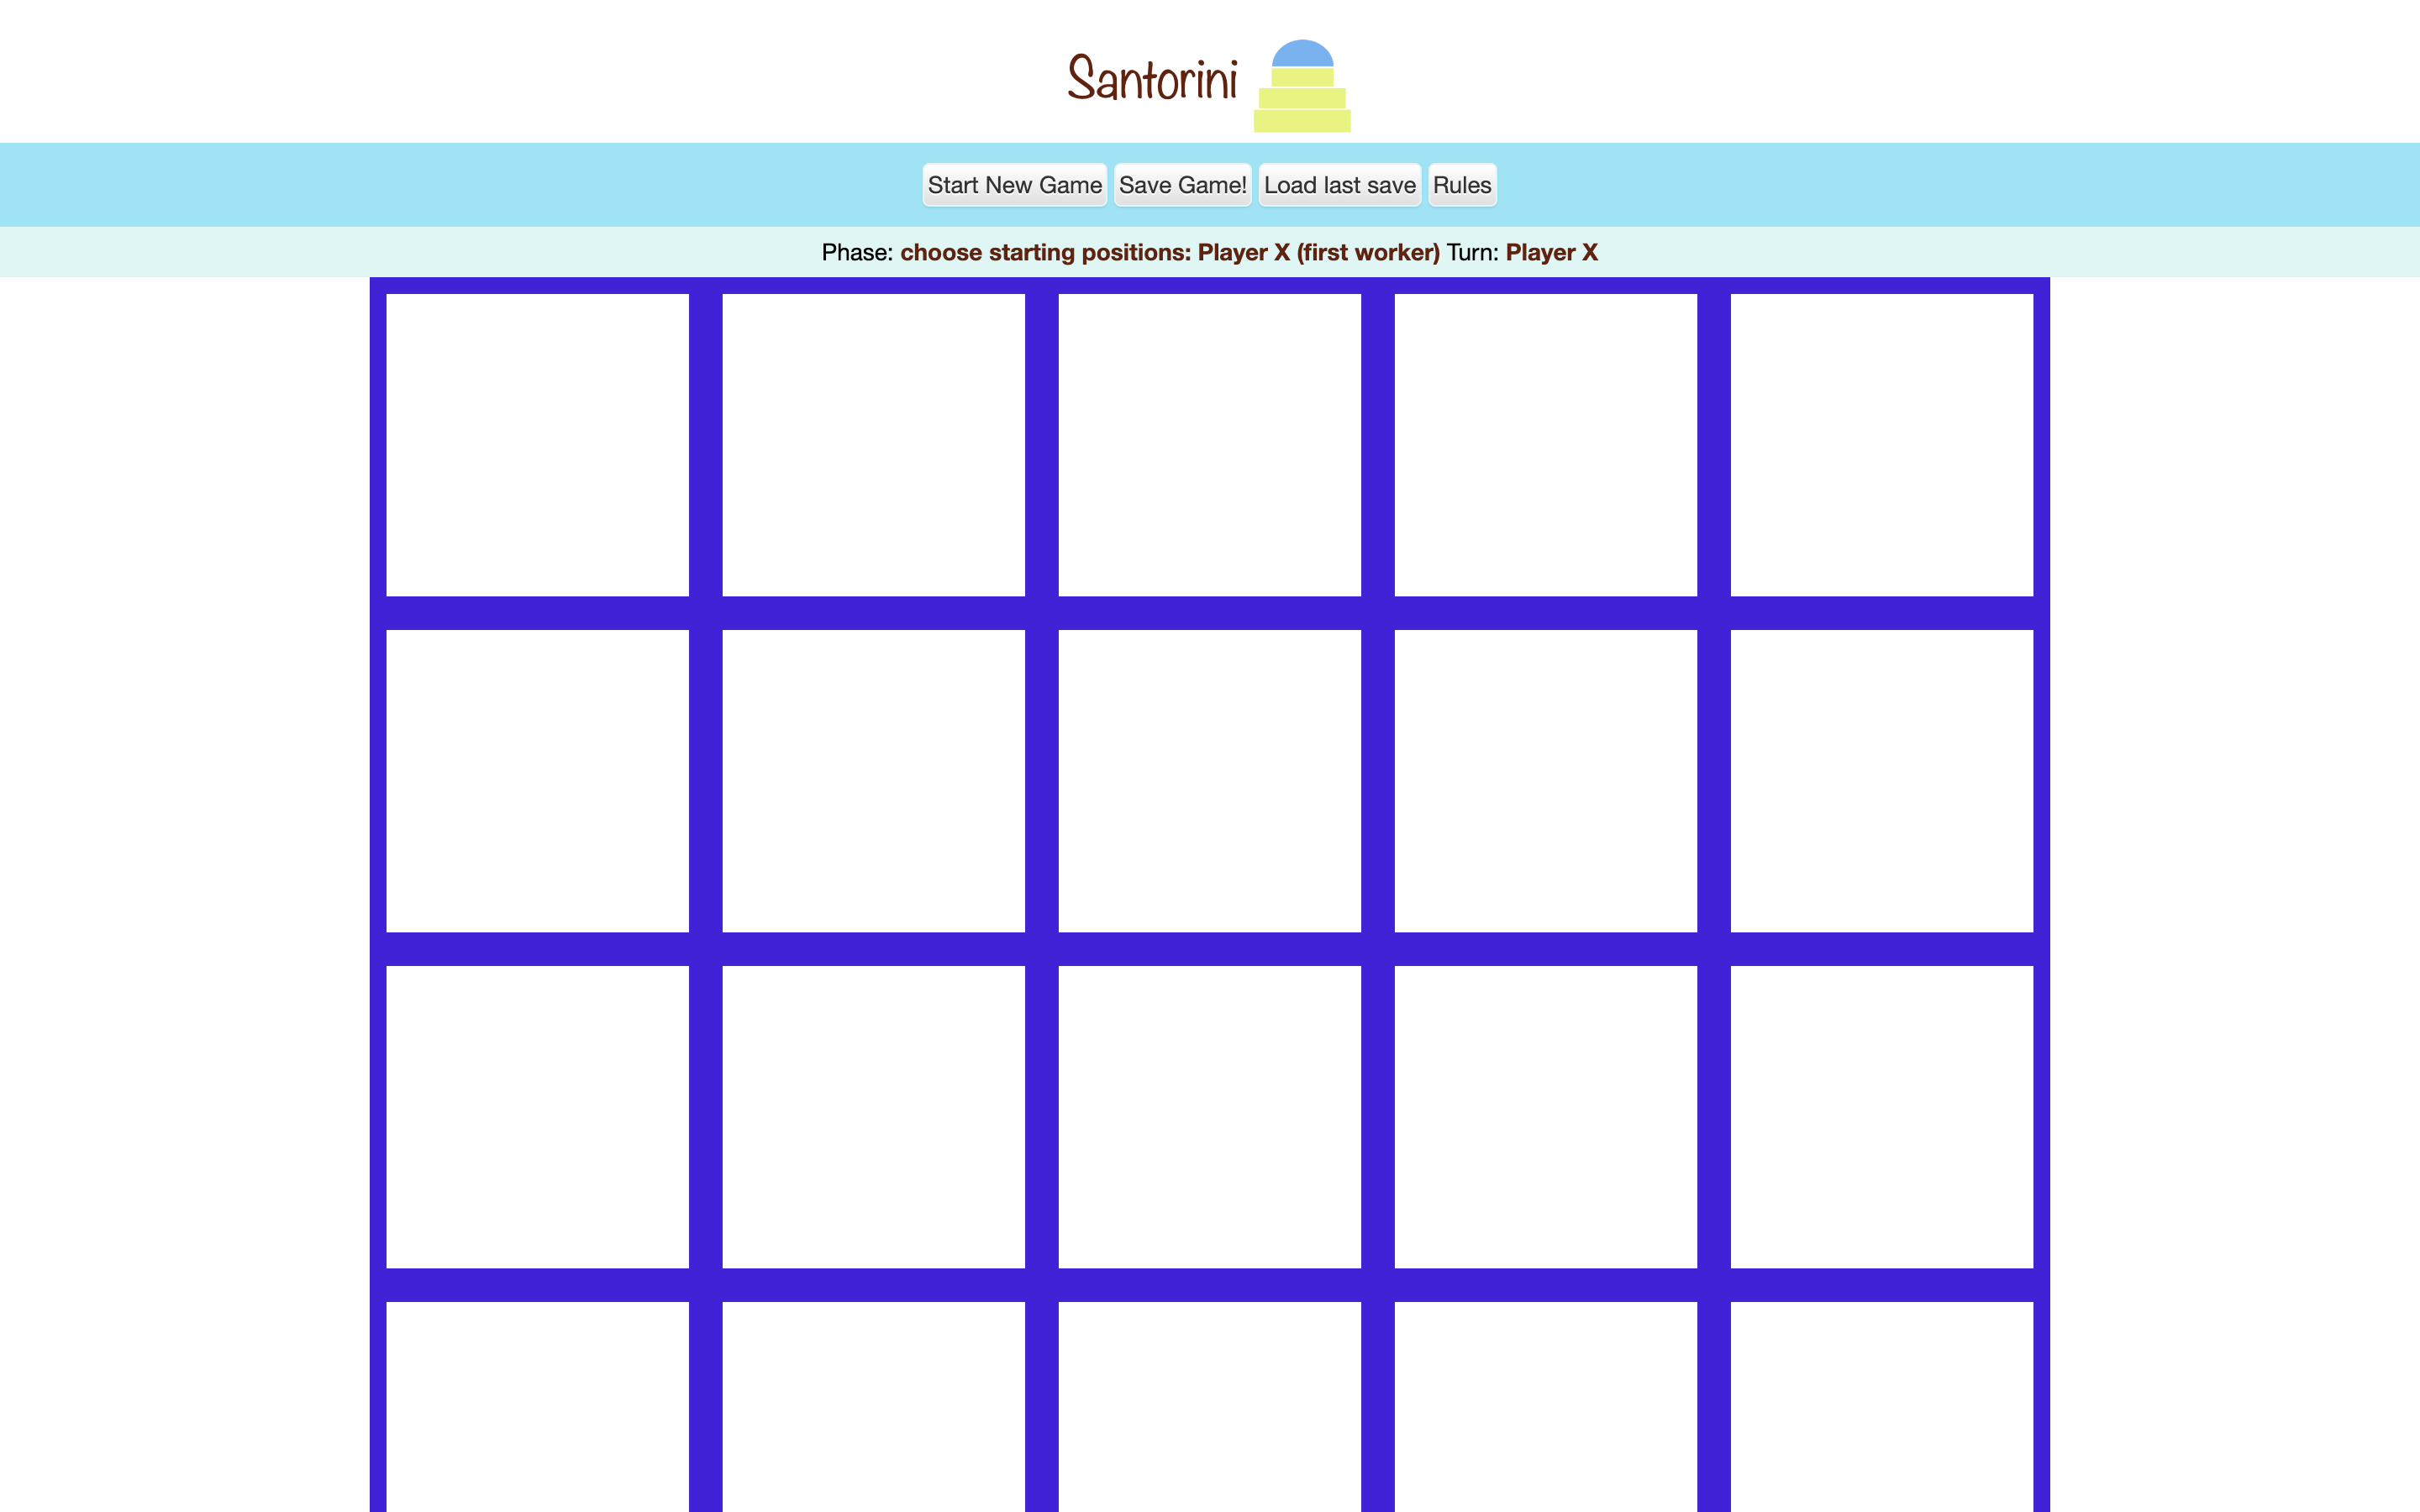 Santorini
Start New Game Save Game! Load last save Rules
Phase: choose starting positions: Player X (first worker) Turn: Player X